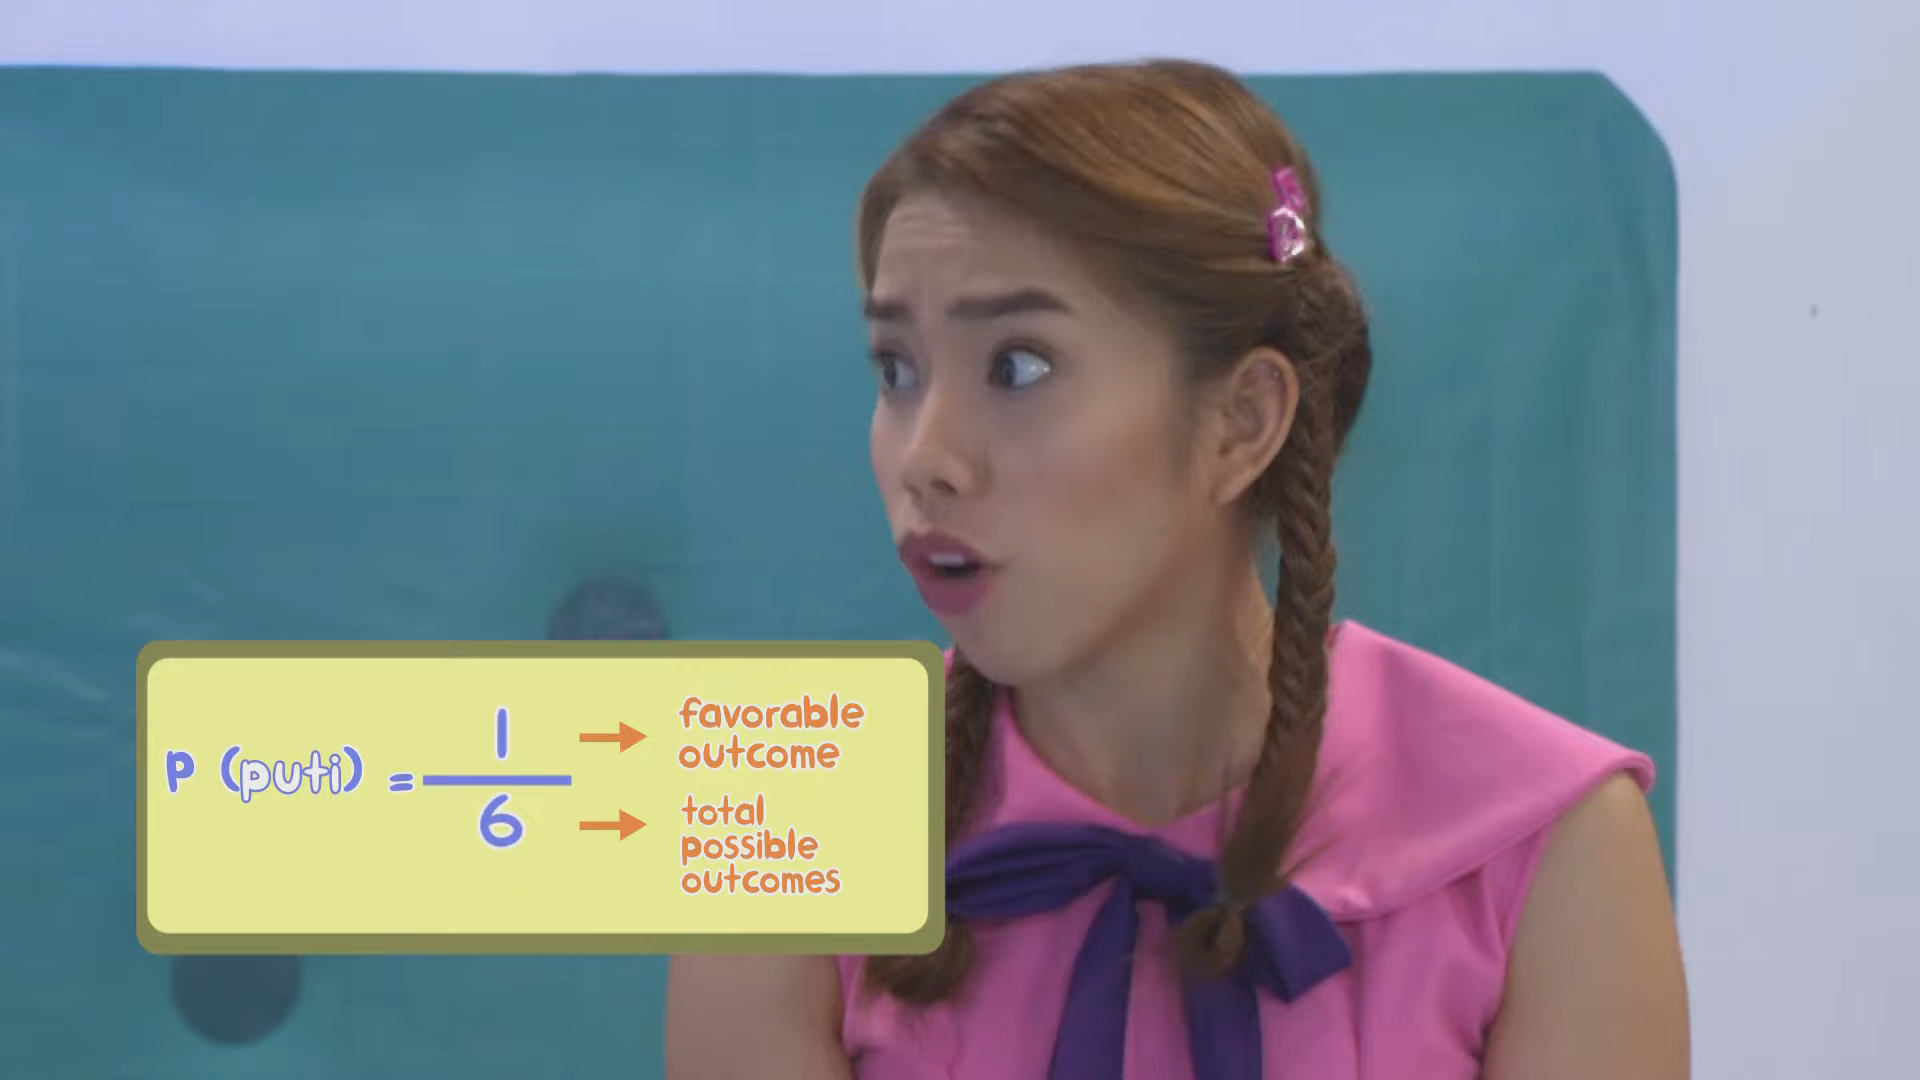 P (puti) = 1/6
favorable
outcome
total
possible
outcomes